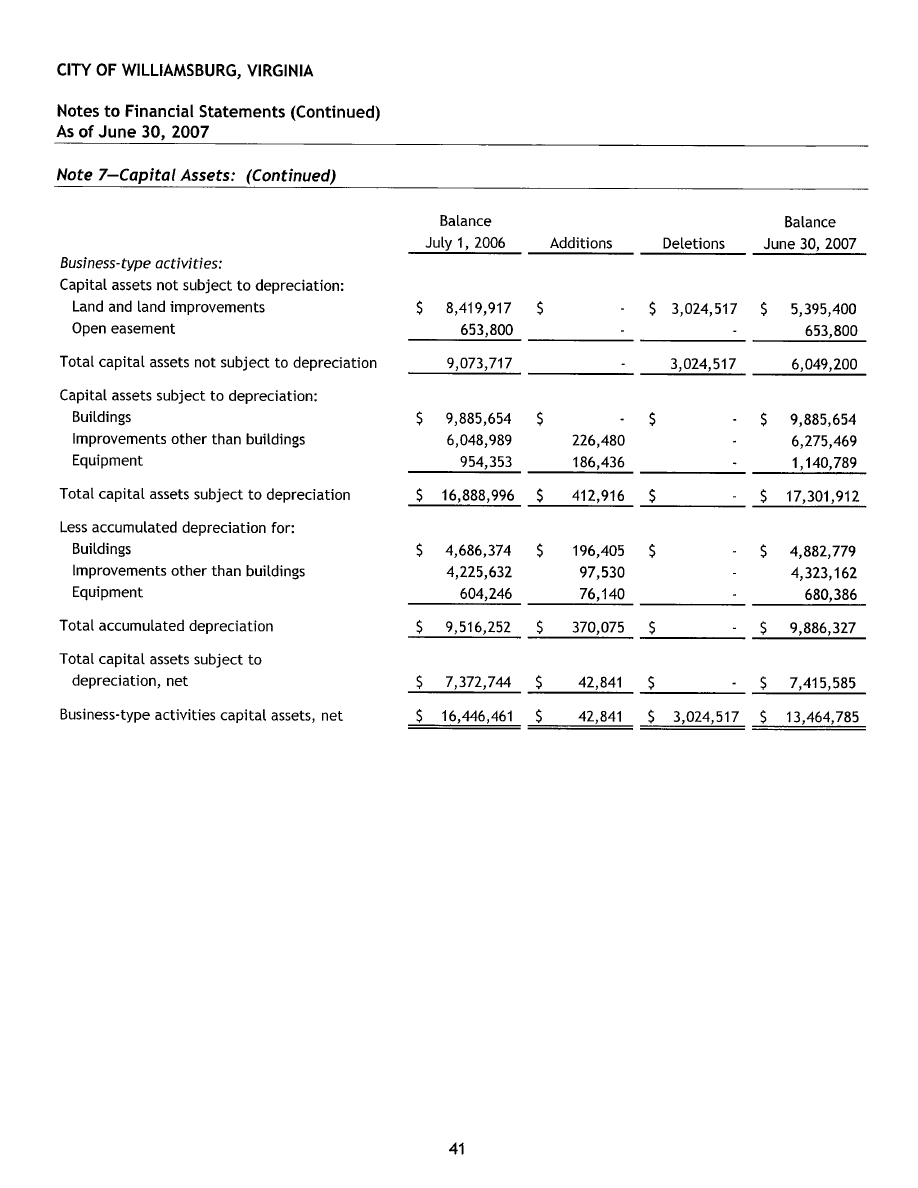 CITY OF WILLIAMSBURG, VIRGINIA
Notes to Financial Statements (Continued)
As of June 30, 2007
Note 7—Capital Assets: (Continued)
Balance Balance
July 1, 2006 Additions Deletions June 30, 2007
Business-type activities:
Capital assets not subject to depreciation:
Land and land improvements $ 8,419,917 $ - $ 3,024,517 $ 5,395,400
Open easement 653,800 - - 653,800
Total capital assets not subject to depreciation 9,073,717 - 3,024,517 6,049,200
Capital assets subject to depreciation:
Buildings $ 9,885,654 $ - $ - $ 9,885,654
Improvements other than buildings 6,048,989 226,480 - 6,275,469
Equipment 954,353 186,436 - 1,140,789
Total capital assets subject to depreciation $ 16,888,996 $ 412,916 $ - $ 17,301,912
Less accumulated depreciation for:
Buildings $ 4,686,374 $ 196,405 $ - $ 4,882,779
Improvements other than buildings 4,225,632 97,530 - 4,323,162
Equipment 604,246 76,140 - 680,386
Total accumulated depreciation $ 9,516,252 $ 370,075 $ - $ 9,886,327
Total capital assets subject to
depreciation, net $ 7,372,744 $ 42,841 $ - $ 7,415,585
Business-type activities capital assets, net $ 16,446,461 $ 42,841 $ 3,024,517 $ 13,464,785
41